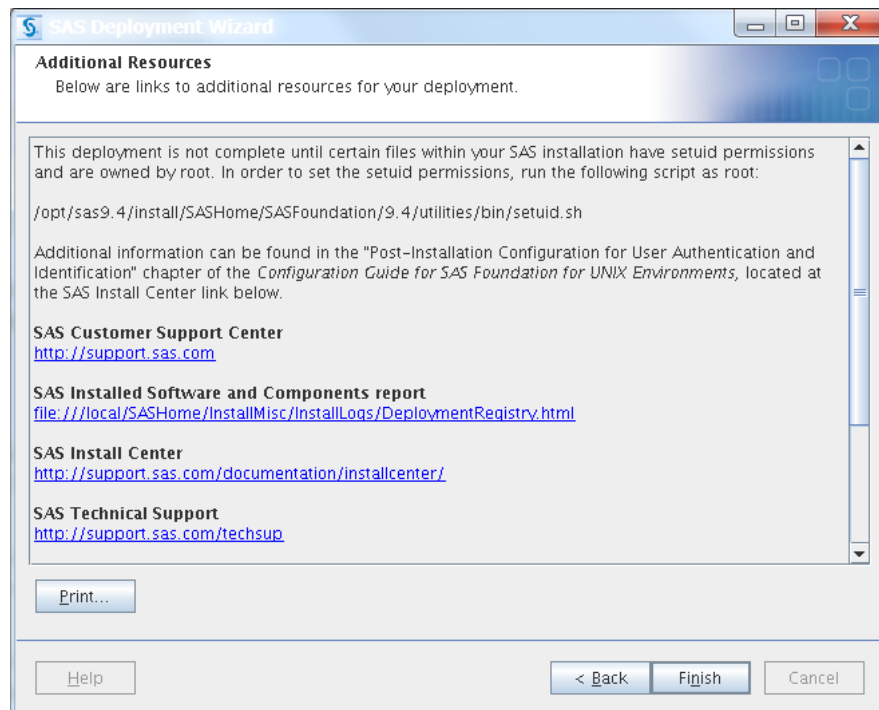 SAS Deployment Wizard
Additional Resources
Below are links to additional resources for your deployment.
This deployment is not complete until certain files within your SAS installation have setuid permissions
and are owned by root. In order to set the setuid permissions, run the following script as root:
/opt/sas9.4/install/SASHome/SASFoundation/9.4/utilities/bin/setuid.sh
Additional information can be found in the "Post-Installation Configuration for User Authentication and
Identification" chapter of the Configuration Guide for SAS Foundation for UNIX Environments, located at
the SAS Install Center link below.
SAS Customer Support Center
http://support.sas.com
SAS Installed Software and Components report
file:///local/SASHome/InstallMisc/InstallLogs/DeploymentRegistry.html
SAS Install Center
http://support.sas.com/documentation/installcenter/
SAS Technical Support
http://support.sas.com/techsup
Print...
Help
< Back
Finish
Cancel